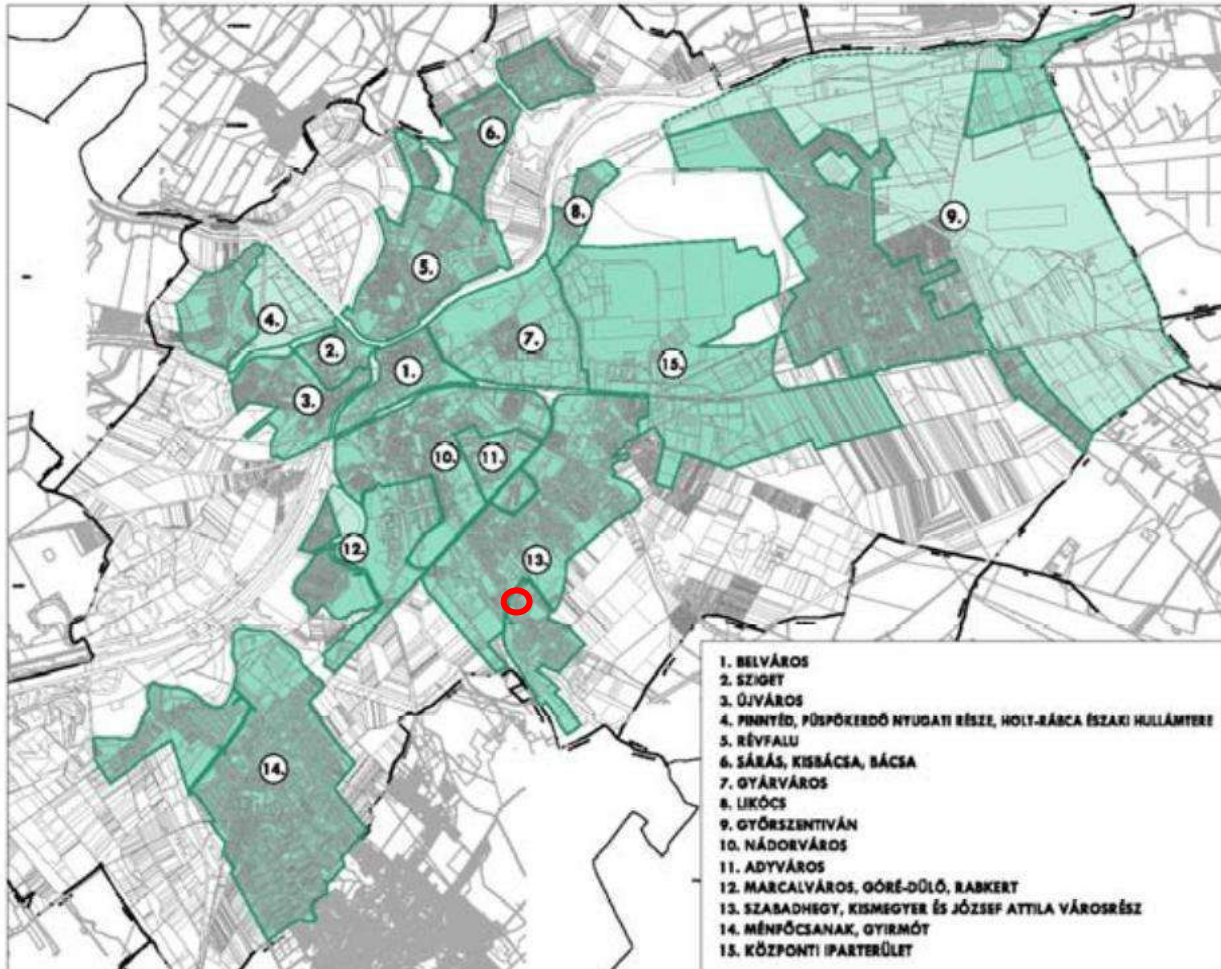 6.
8.
9.
5.
4.
7.
2.
1.
15.
3.
10.
11.
12.
13.
14.
1. BELVÁROS
2. SZIGET
3. ÚJVÁROS
4. PINNYÉD, PÜSPÖKERDŐ NYUGATI RÉSZE, HOLT-RÁBCA ÉSZAKI HULLÁMTERE
5. RÉVFALU
6. SÁRÁS, KISBÁCSA, BÁCSA
7. GYÁRVÁROS
8. LIKÓCS
9. GYŐRSZENTIVÁN
10. NÁDORVÁROS
11. ADYVÁROS
12. MARCALVÁROS, GÓRÉ-DŰLŐ, RABKERT
13. SZABADHEGY, KISMEGYER ÉS JÓZSEF ATTILA VÁROSRÉSZ
14. MÉNFŐCSANAK, GYIRMÓT
15. KÖZPONTI IPARTERÜLET